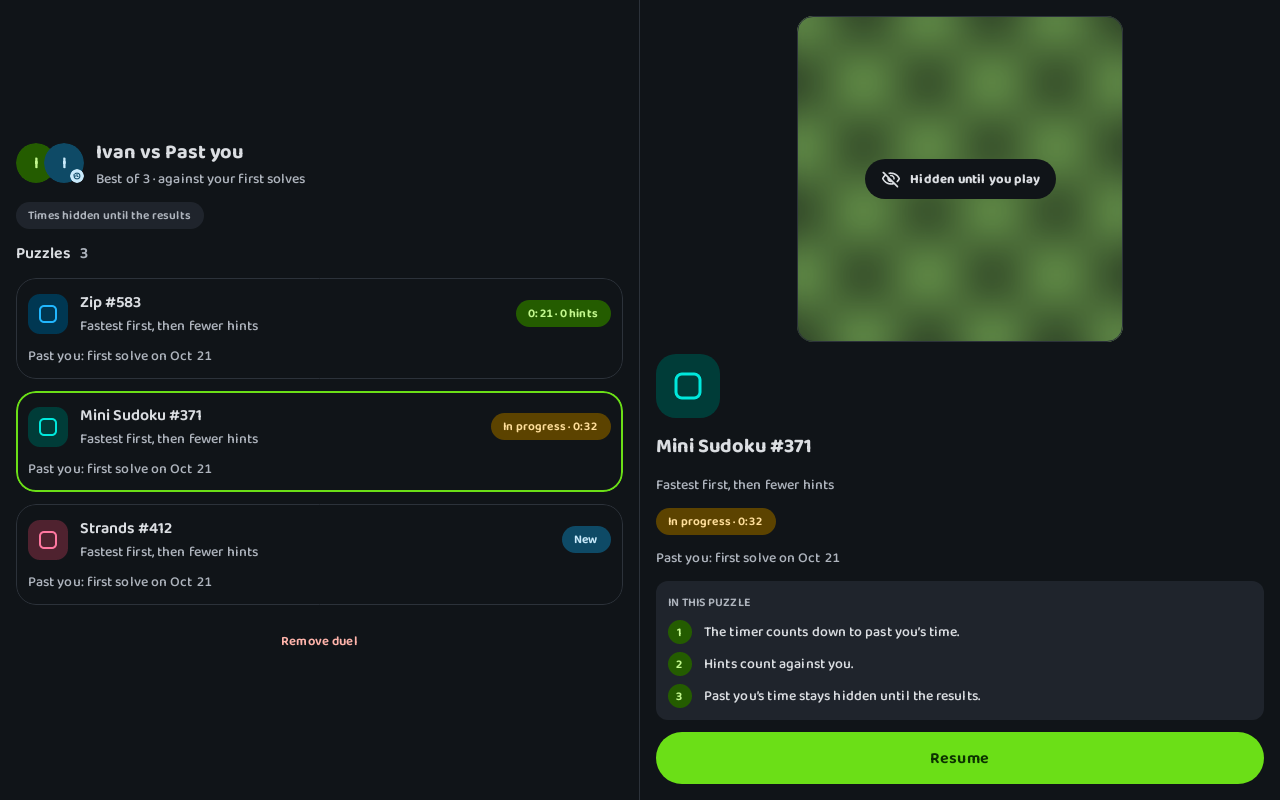 I
I
Ivan vs Past you
Best of 3 · against your first solves
Times hidden until the results
Puzzles 3
Zip #583
Fastest first, then fewer hints
0:21 · 0 hints
Past you: first solve on Oct 21
Mini Sudoku #371
Fastest first, then fewer hints
In progress · 0:32
Past you: first solve on Oct 21
Strands #412
Fastest first, then fewer hints
New
Past you: first solve on Oct 21
Remove duel
Hidden until you play
Mini Sudoku #371
Fastest first, then fewer hints
In progress · 0:32
Past you: first solve on Oct 21
IN THIS PUZZLE
1 The timer counts down to past you's time.
2 Hints count against you.
3 Past you's time stays hidden until the results.
Resume